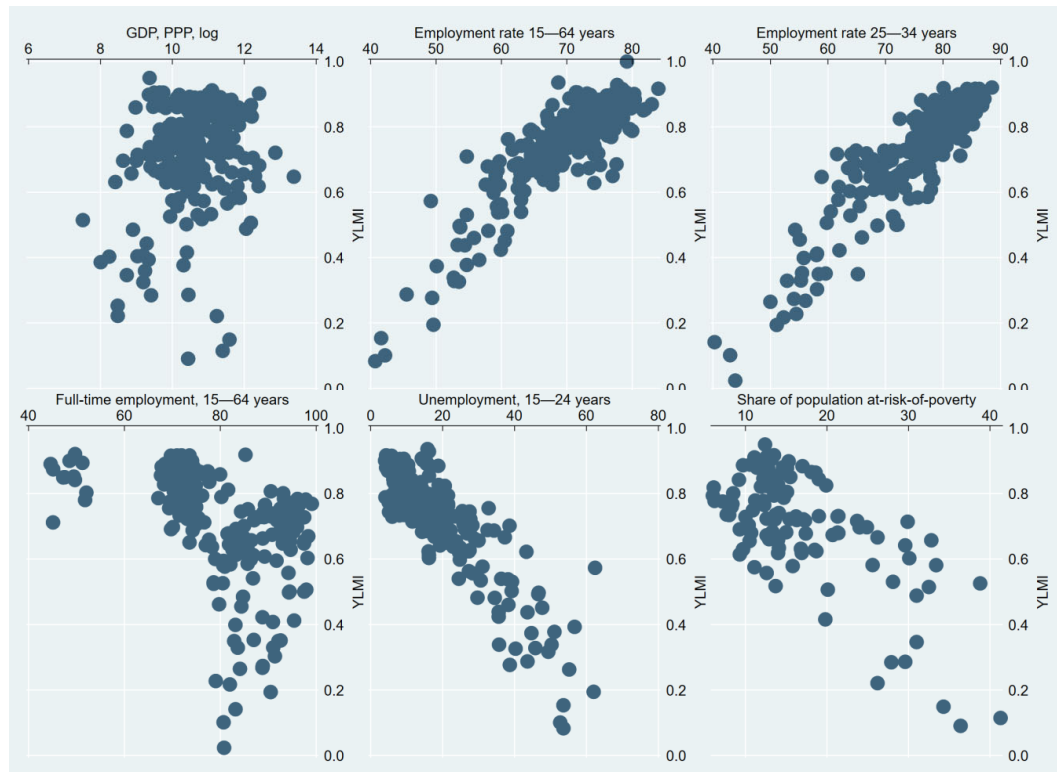 GDP, PPP, log
6 8 10 12 14
1.0
0.8
0.6
0.4
0.2
0.0
YLMI
Employment rate 15—64 years
40 50 60 70 80
1.0
0.8
0.6
0.4
0.2
0.0
YLMI
Employment rate 25—34 years
40 50 60 70 80 90
1.0
0.8
0.6
0.4
0.2
0.0
YLMI
Full-time employment, 15—64 years
40 60 80 100
1.0
0.8
0.6
0.4
0.2
0.0
YLMI
Unemployment, 15—24 years
0 20 40 60 80
1.0
0.8
0.6
0.4
0.2
0.0
YLMI
Share of population at-risk-of-poverty
10 20 30 40
1.0
0.8
0.6
0.4
0.2
0.0
YLMI